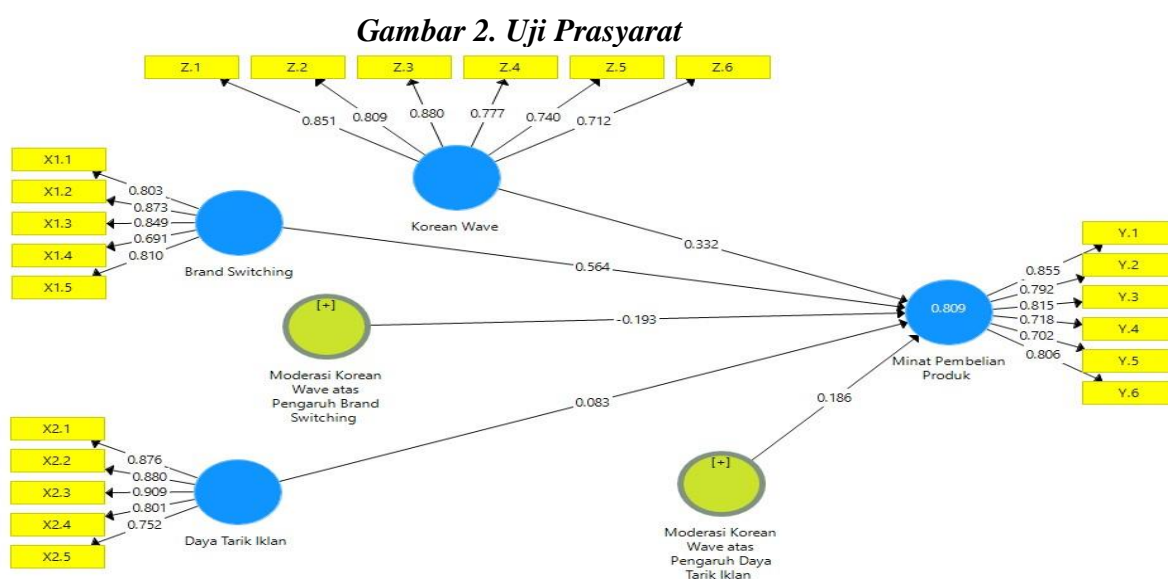 Gambar 2. Uji Prasyarat
Z.1
Z.2
Z.3
Z.4
Z.5
Z.6
0.851
0.809
0.880
0.777
0.740
0.712
Korean Wave
X1.1
X1.2
X1.3
X1.4
X1.5
0.803
0.873
0.849
0.691
0.810
Brand Switching
0.332
0.564
[+]
-0.193
Moderasi Korean
Wave atas
Pengaruh Brand
Switching
0.809
Minat Pembelian
Produk
0.855
0.792
0.815
0.718
0.702
0.806
Y.1
Y.2
Y.3
Y.4
Y.5
Y.6
X2.1
X2.2
X2.3
X2.4
X2.5
0.876
0.880
0.909
0.801
0.752
Daya Tarik Iklan
0.083
0.186
[+]
Moderasi Korean
Wave atas
Pengaruh Daya
Tarik Iklan